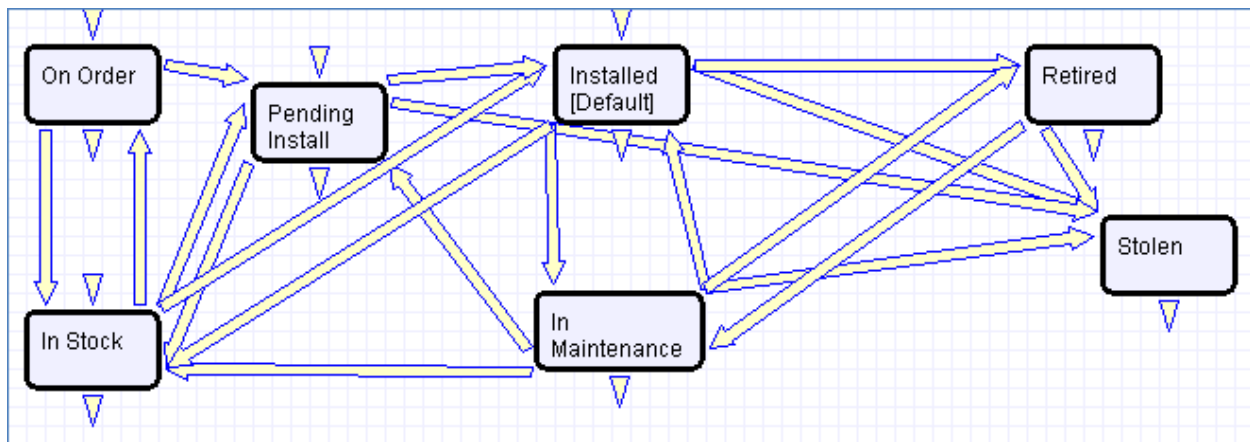 On Order
Pending
Install
Installed
[Default]
Retired
Stolen
In Stock
In
Maintenance